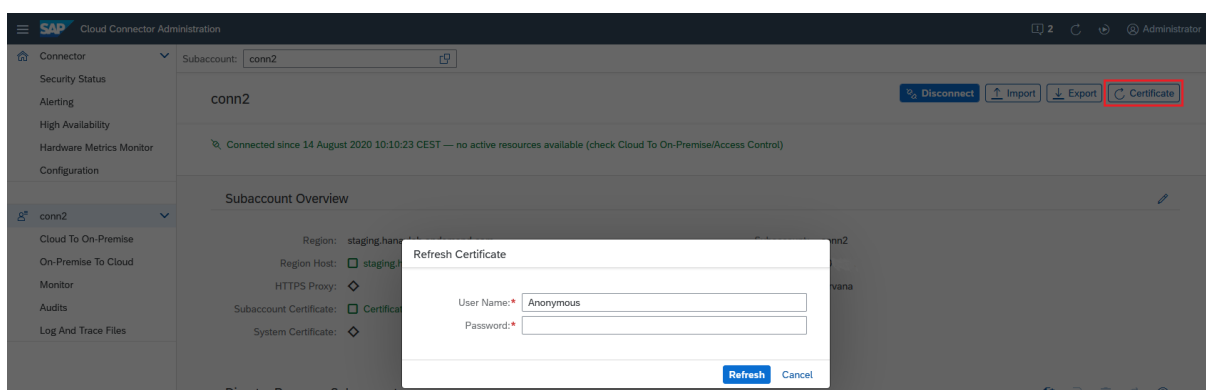 SAP Cloud Connector Administration
2
Administrator
Connector
Security Status
Alerting
High Availability
Hardware Metrics Monitor
Configuration
conn2
Cloud To On-Premise
On-Premise To Cloud
Monitor
Audits
Log And Trace Files
Subaccount: conn2
conn2
Disconnect Import Export Certificate
Connected since 14 August 2020 10:10:23 CEST — no active resources available (check Cloud To On-Premise/Access Control)
Subaccount Overview
Region: staging.hana
Region Host: staging.h
HTTPS Proxy:
Subaccount Certificate: Certificat
System Certificate:
conn2
rvana
Refresh Certificate
User Name:* Anonymous
Password:*
Refresh Cancel